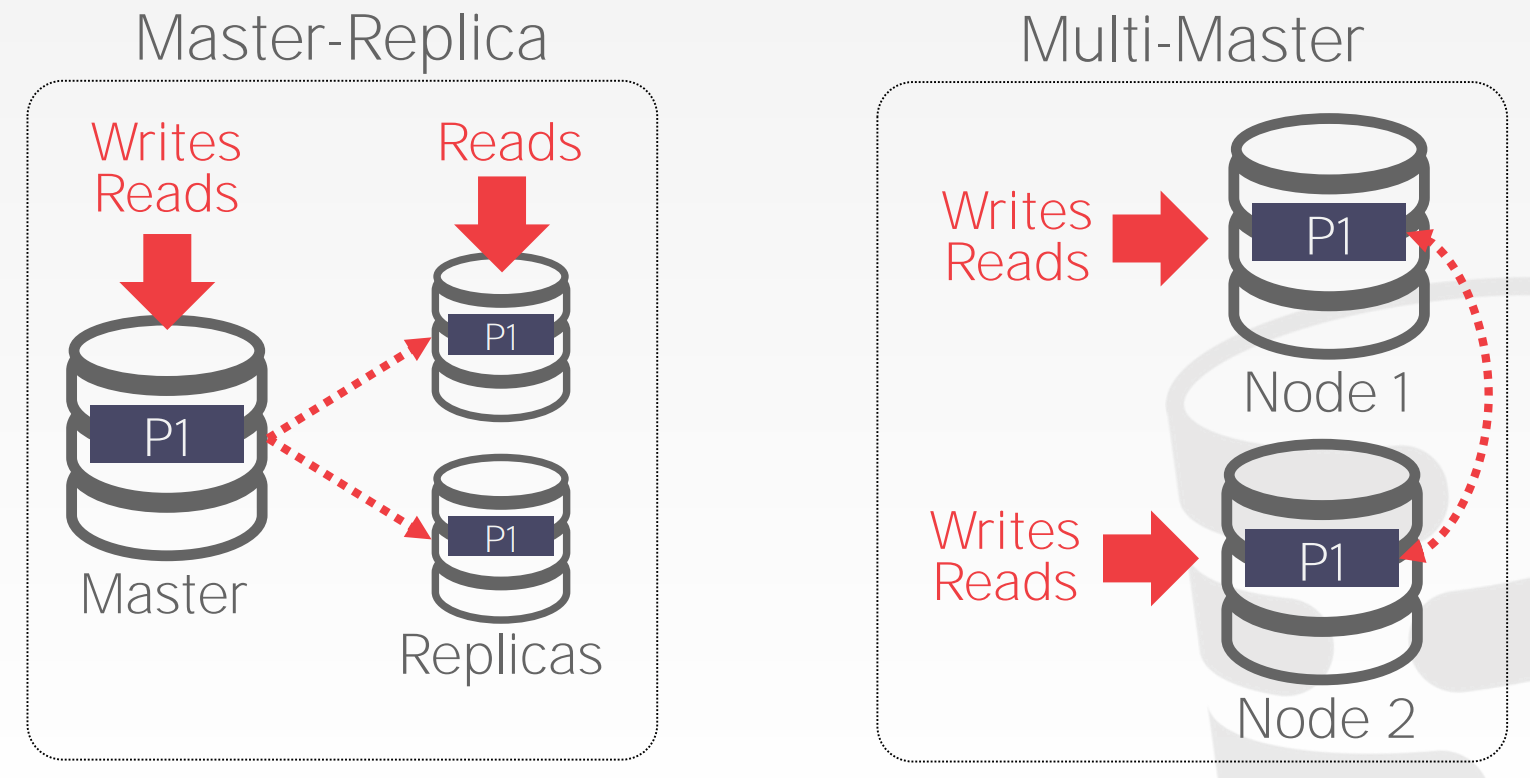 Master-Replica
Writes
Reads
Reads
P1
P1
P1
Master
Replicas
Multi-Master
Writes
Reads
P1
Node 1
Writes
Reads
P1
Node 2